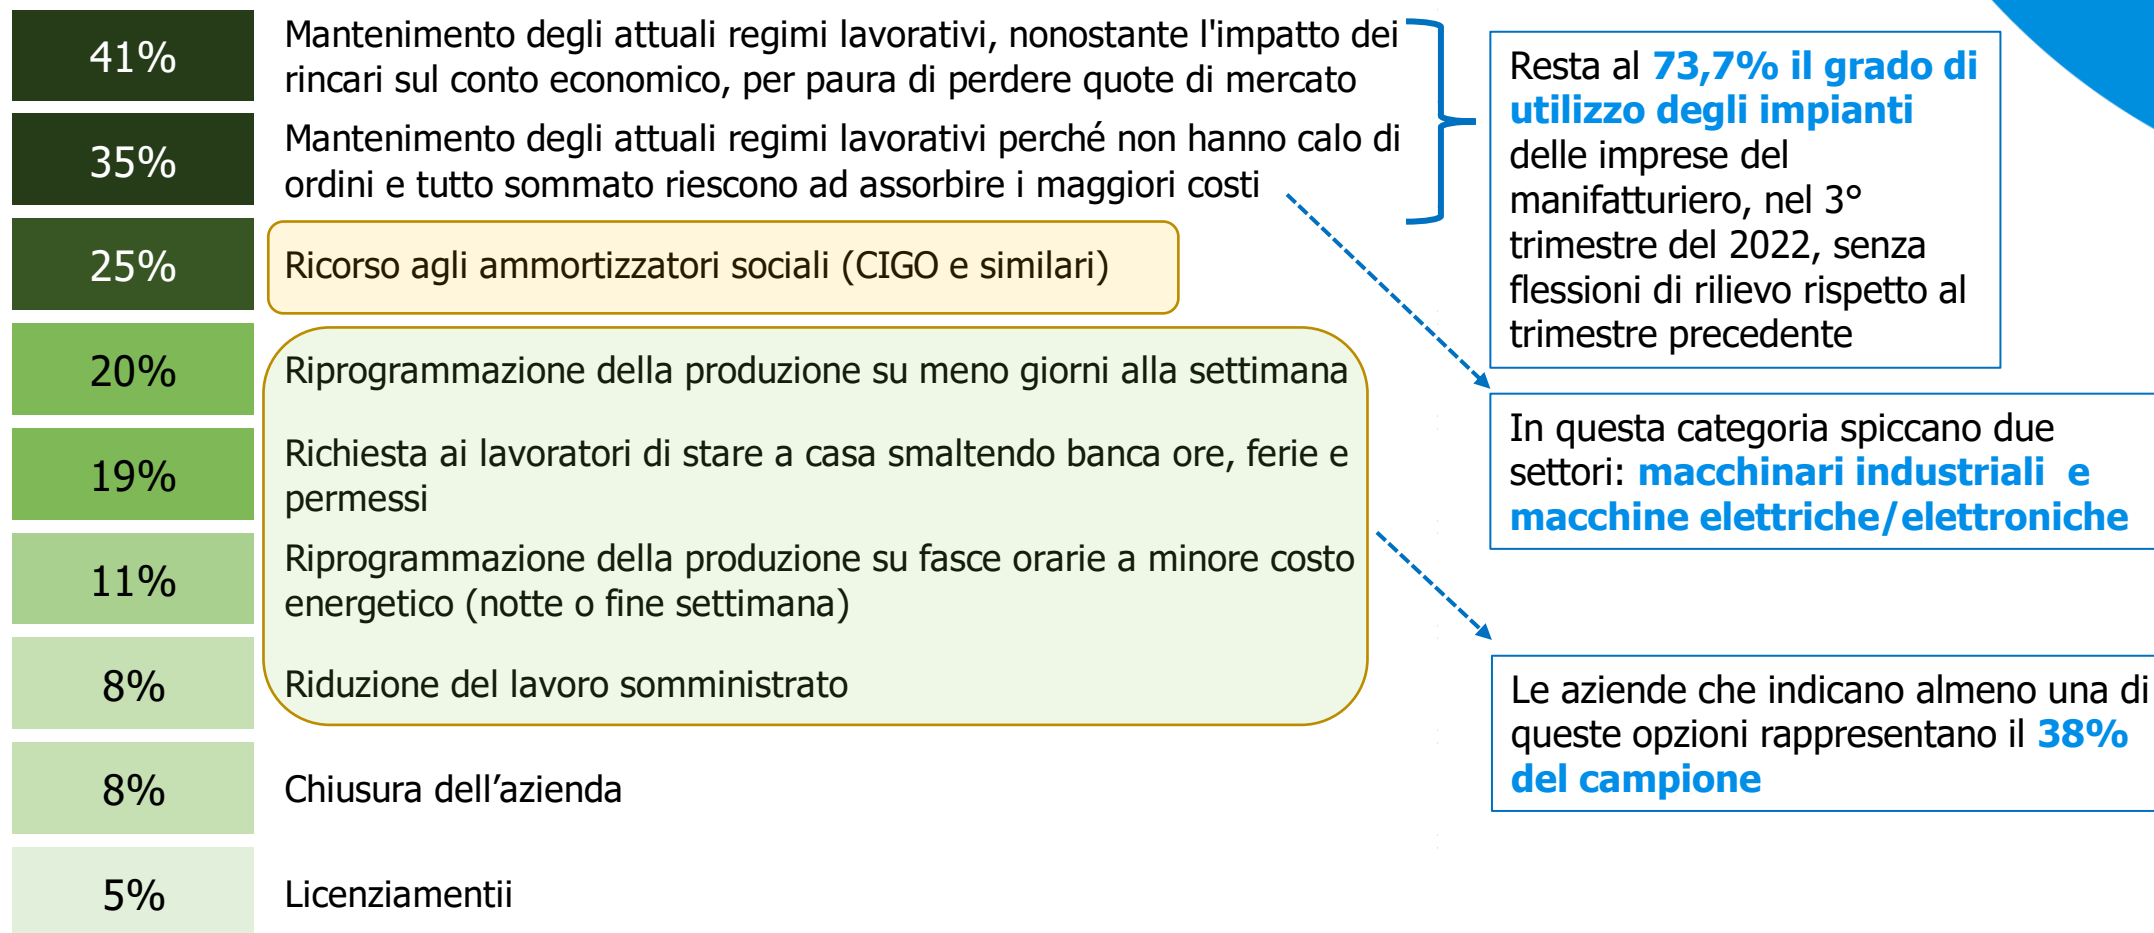 41%
Mantenimento degli attuali regimi lavorativi, nonostante l'impatto dei
rincari sul conto economico, per paura di perdere quote di mercato
35%
Mantenimento degli attuali regimi lavorativi perché non hanno calo di
ordini e tutto sommato riescono ad assorbire i maggiori costi
25%
Ricorso agli ammortizzatori sociali (CIGO e similari)
20%
Riprogrammazione della produzione su meno giorni alla settimana
19%
Richiesta ai lavoratori di stare a casa smaltendo banca ore, ferie e
permessi
11%
Riprogrammazione della produzione su fasce orarie a minore costo
energetico (notte o fine settimana)
8%
Riduzione del lavoro somministrato
8%
Chiusura dell’azienda
5%
Licenziamentii
Resta al 73,7% il grado di
utilizzo degli impianti
delle imprese del
manifatturiero, nel 3°
trimestre del 2022, senza
flessioni di rilievo rispetto al
trimestre precedente
In questa categoria spiccano due
settori: macchinari industriali  e
macchine elettriche/elettroniche
Le aziende che indicano almeno una di
queste opzioni rappresentano il 38%
del campione